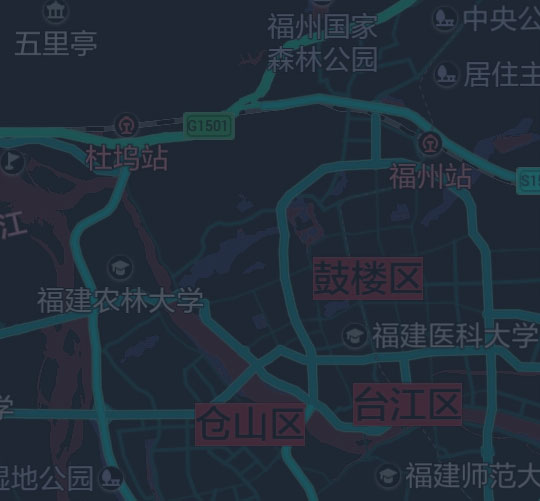 福州国家
森林公园
中央公
五里亭
居住主
G1501
杜坞站
福州站
S15
江
鼓楼区
福建农林大学
福建医科大学
台江区
学
仓山区
湿地公园
福建师范大